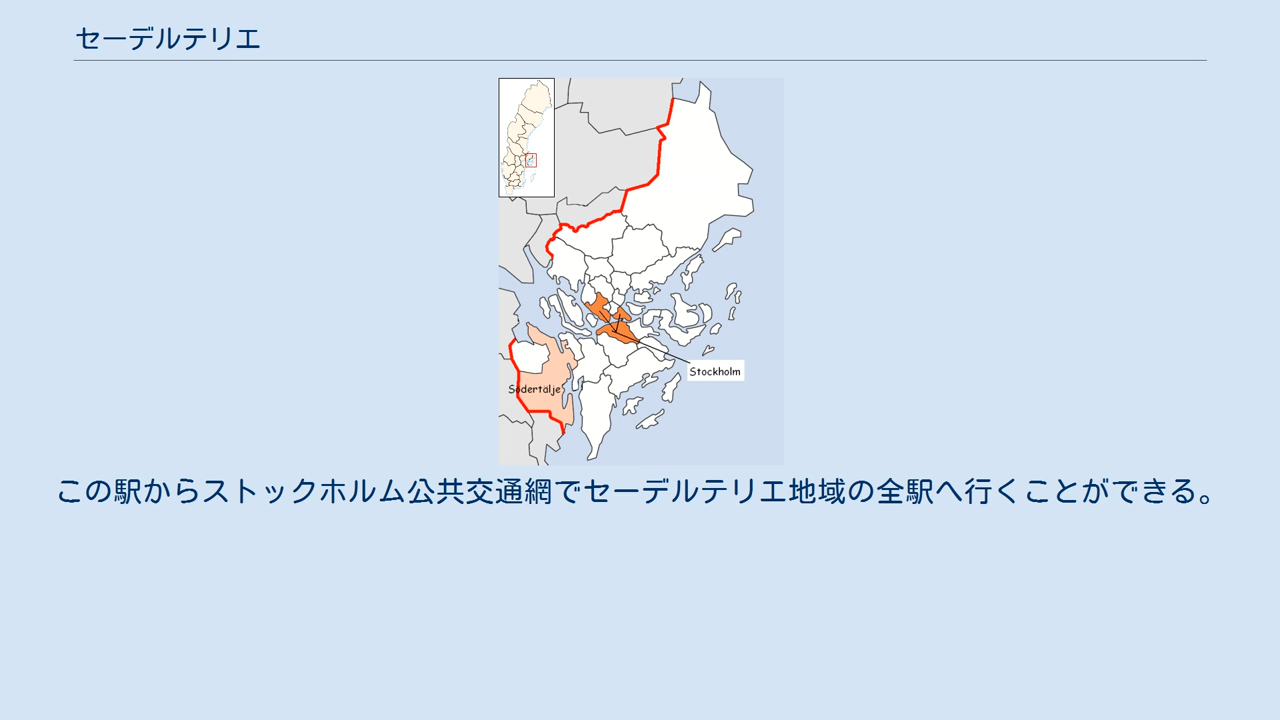 セーデルテリエ
Stockholm
Södertälje
この駅からストックホルム公共交通網でセーデルテリエ地域の全駅へ行くことができる。